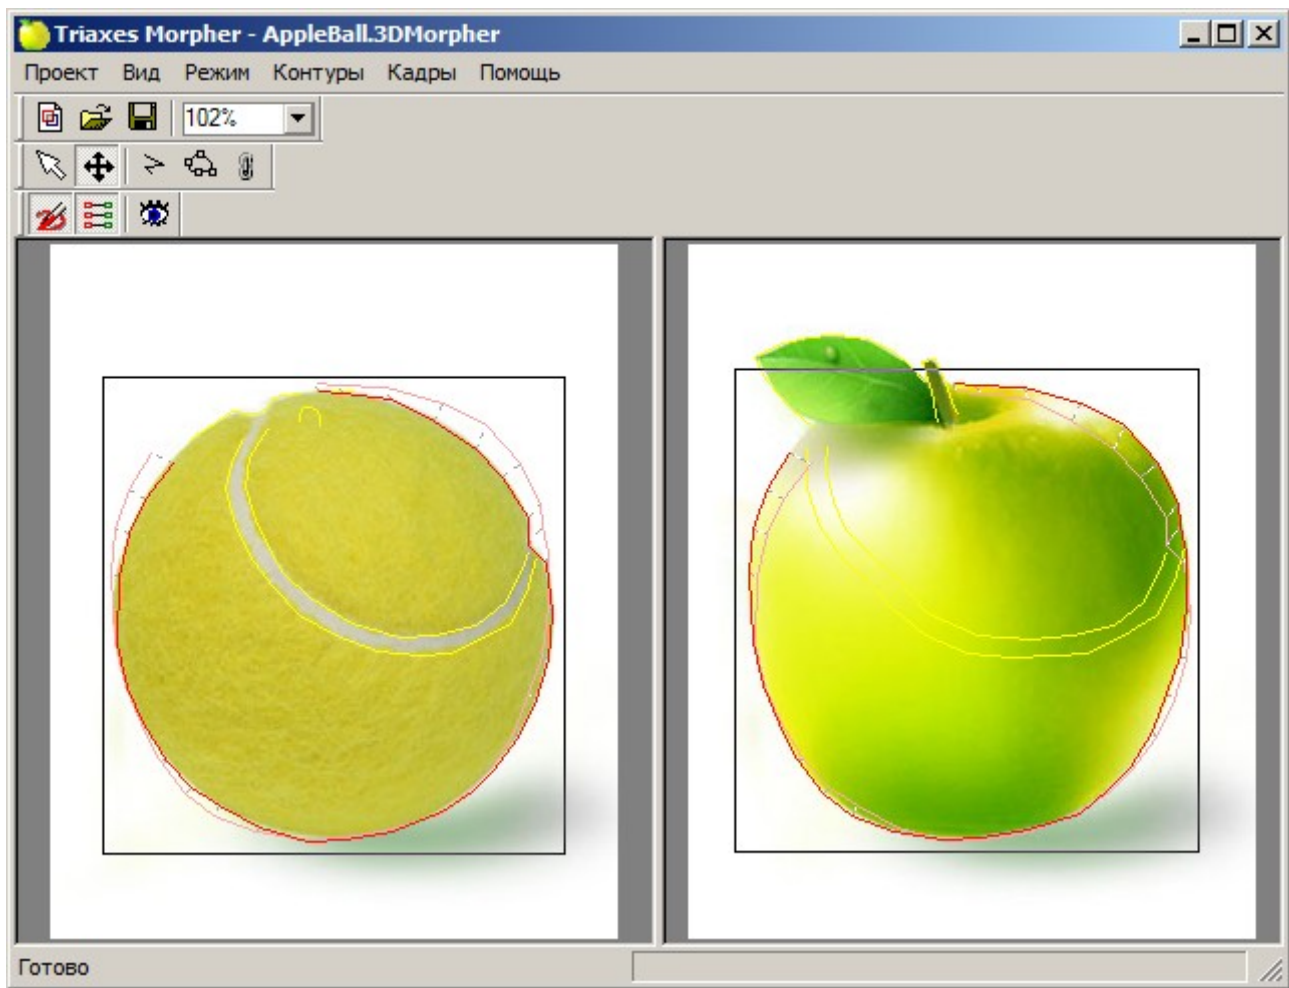 Triaxes Morpher - AppleBall.3DMorpher
Проект Вид Режим Контуры Кадры Помощь
102%
Готово